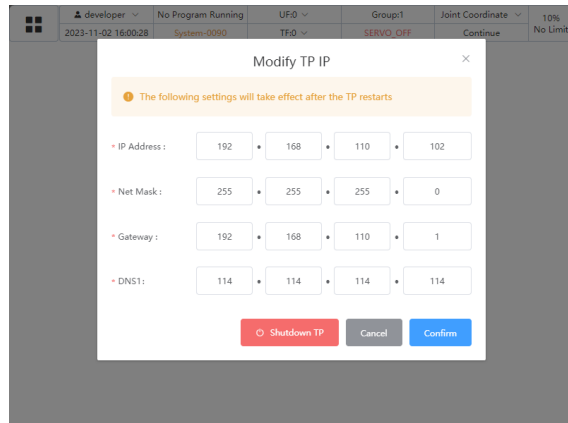 developer No Program Running UF:0 Group:1 Joint Coordinate 10%
2023-11-02 16:00:28 System-0090 TF:0 SERVO_OFF Continue No Limit
Modify TP IP
The following settings will take effect after the TP restarts
* IP Address : 192 • 168 • 110 • 102
* Net Mask : 255 • 255 • 255 • 0
* Gateway : 192 • 168 • 110 • 1
* DNS1: 114 • 114 • 114 • 114
Shutdown TP Cancel Confirm